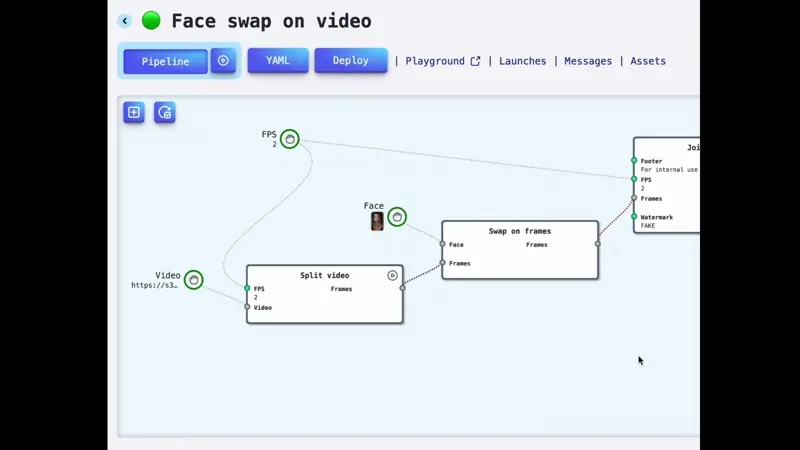 Face swap on video
Pipeline
YAML
Deploy
| Playground | Launches | Messages | Assets
FPS
2
Face
Video
https://s3…
Split video
FPS
2
Video
Frames
Swap on frames
Face
Frames
Frames
Joi
Footer
For internal use
FPS
2
Frames
Watermark
FAKE